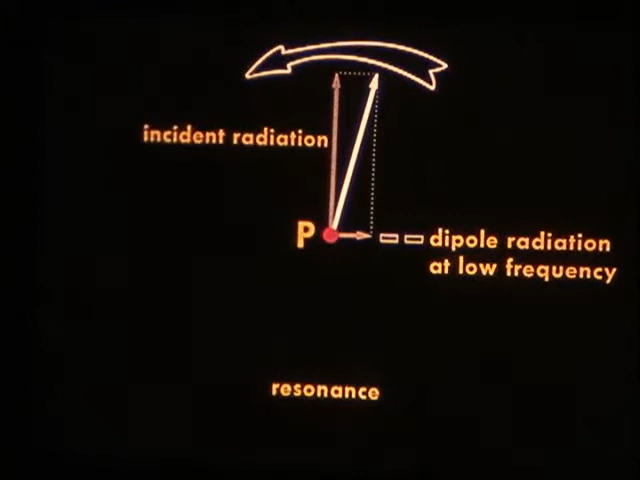 incident radiation
P
dipole radiation
at low frequency
resonance